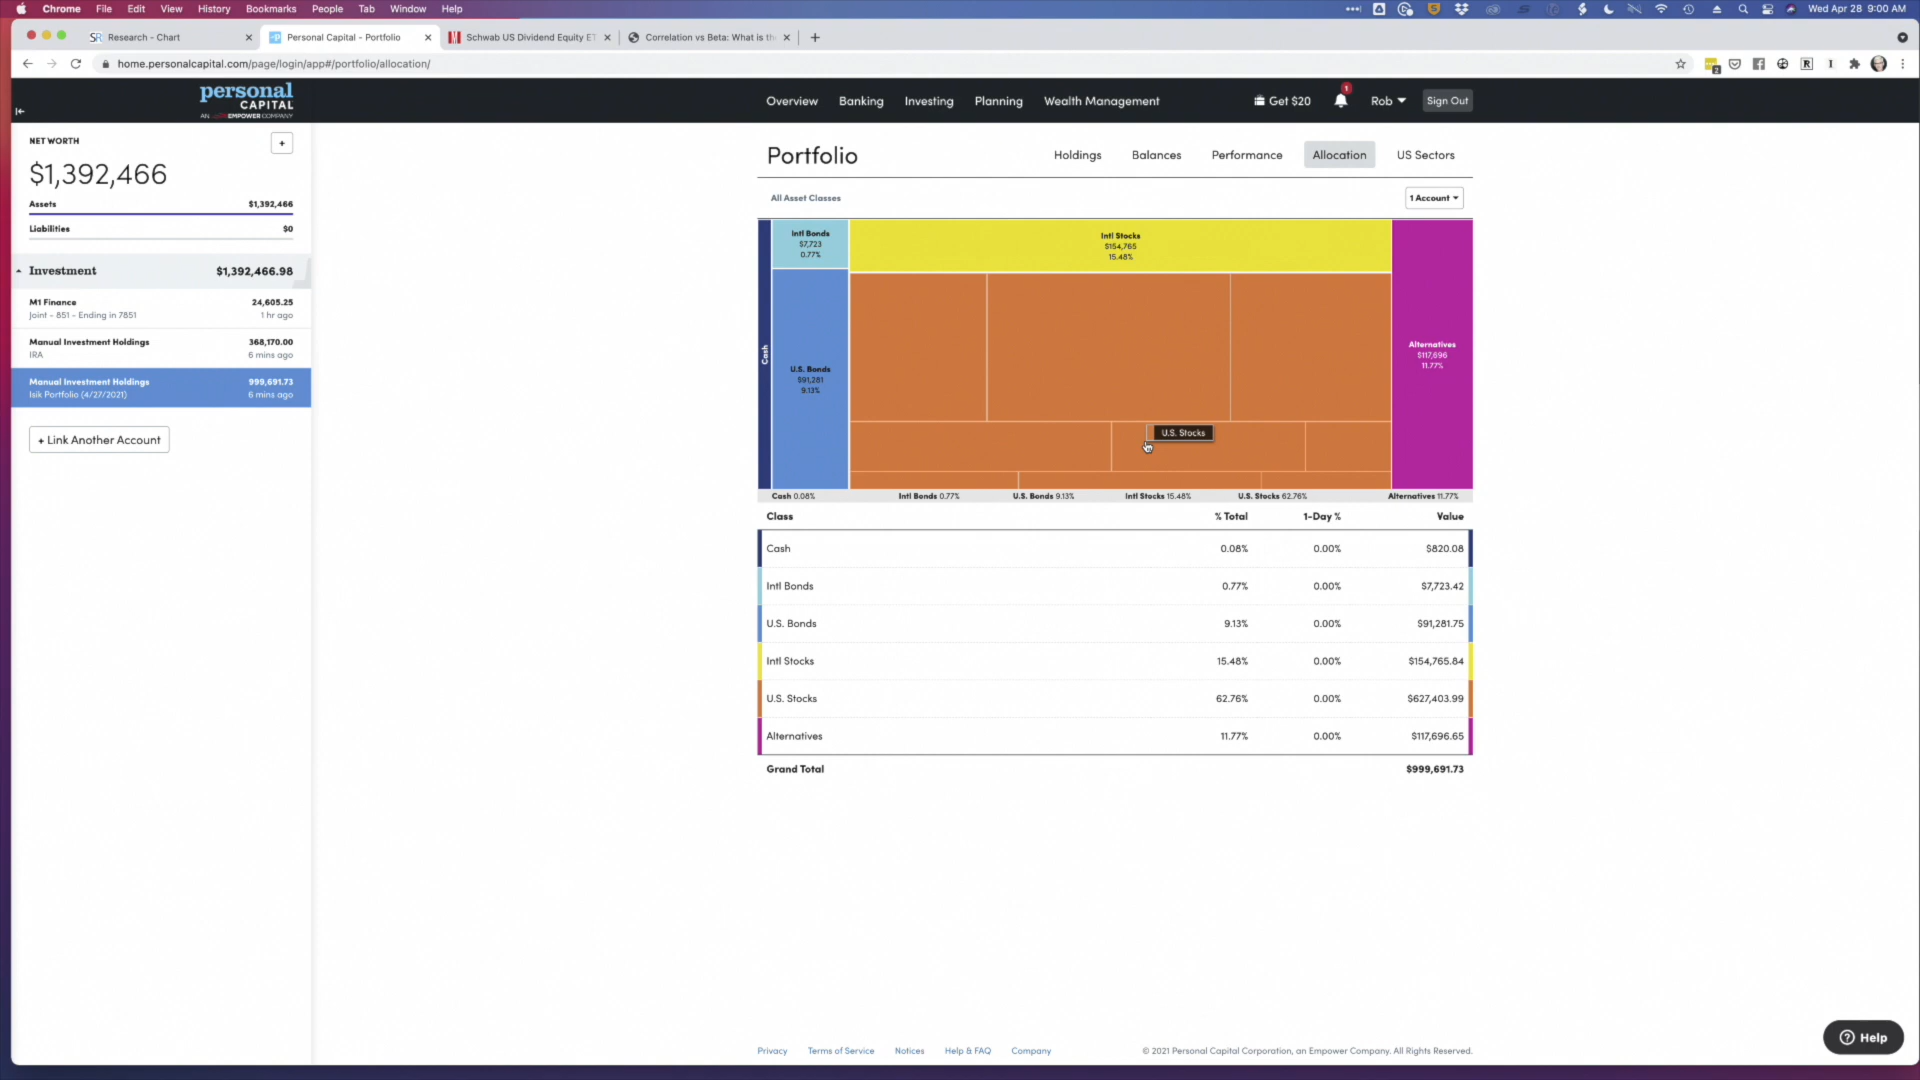 Chrome File Edit View History Bookmarks People Tab Window Help
Wed Apr 28 9:00 AM
SR Research - Chart
Personal Capital - Portfolio
Schwab US Dividend Equity ET
Correlation vs Beta: What is th
home.personalcapital.com/page/login/app#/portfolio/allocation/
personal
CAPITAL
AN EMPOWER COMPANY
Overview Banking Investing Planning Wealth Management
Get $20
1
Rob
Sign Out
NET WORTH
+
$1,392,466
Assets $1,392,466
Liabilities $0
Investment $1,392,466.98
M1 Finance 24,605.25
Joint - 851 - Ending in 7851 1 hr ago
Manual Investment Holdings 368,170.00
IRA 6 mins ago
Manual Investment Holdings 999,691.73
Isik Portfolio (4/27/2021) 6 mins ago
+ Link Another Account
Portfolio
Holdings Balances Performance Allocation US Sectors
All Asset Classes
1 Account
Cash
Intl Bonds
$7,723
0.77%
U.S. Bonds
$91,281
9.13%
Intl Stocks
$154,765
15.48%
U.S. Stocks
Alternatives
$117,696
11.77%
Cash 0.08% Intl Bonds 0.77% U.S. Bonds 9.13% Intl Stocks 15.48% U.S. Stocks 62.76% Alternatives 11.77%
Class % Total 1-Day % Value
Cash 0.08% 0.00% $820.08
Intl Bonds 0.77% 0.00% $7,723.42
U.S. Bonds 9.13% 0.00% $91,281.75
Intl Stocks 15.48% 0.00% $154,765.84
U.S. Stocks 62.76% 0.00% $627,403.99
Alternatives 11.77% 0.00% $117,696.65
Grand Total $999,691.73
Help
Privacy Terms of Service Notices Help & FAQ Company
© 2021 Personal Capital Corporation, an Empower Company. All Rights Reserved.